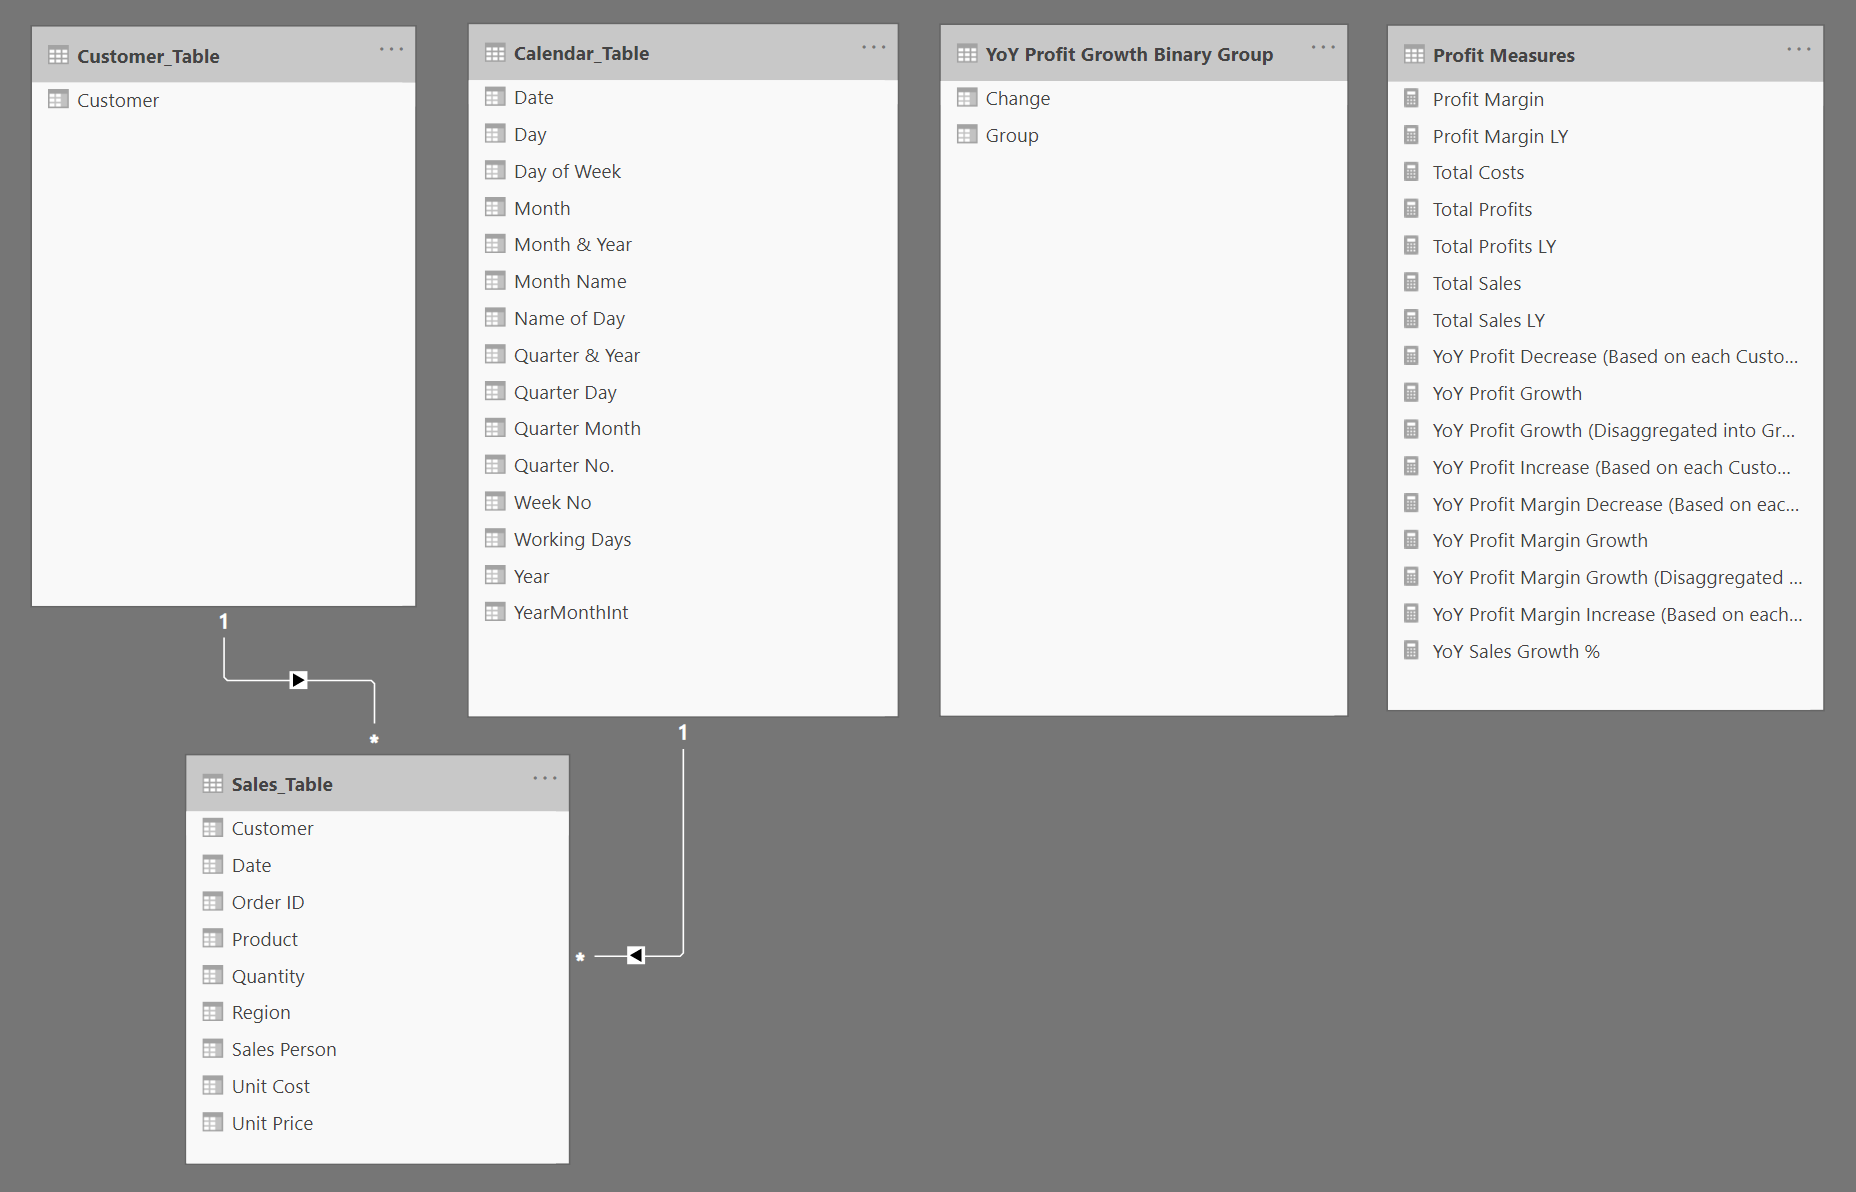 Customer_Table
Customer
Calendar_Table
Date
Day
Day of Week
Month
Month & Year
Month Name
Name of Day
Quarter & Year
Quarter Day
Quarter Month
Quarter No.
Week No
Working Days
Year
YearMonthInt
YoY Profit Growth Binary Group
Change
Group
Profit Measures
Profit Margin
Profit Margin LY
Total Costs
Total Profits
Total Profits LY
Total Sales
Total Sales LY
YoY Profit Decrease (Based on each Custo...
YoY Profit Growth
YoY Profit Growth (Disaggregated into Gr...
YoY Profit Increase (Based on each Custo...
YoY Profit Margin Decrease (Based on eac...
YoY Profit Margin Growth
YoY Profit Margin Growth (Disaggregated ...
YoY Profit Margin Increase (Based on each...
YoY Sales Growth %
1
*
1
*
Sales_Table
Customer
Date
Order ID
Product
Quantity
Region
Sales Person
Unit Cost
Unit Price